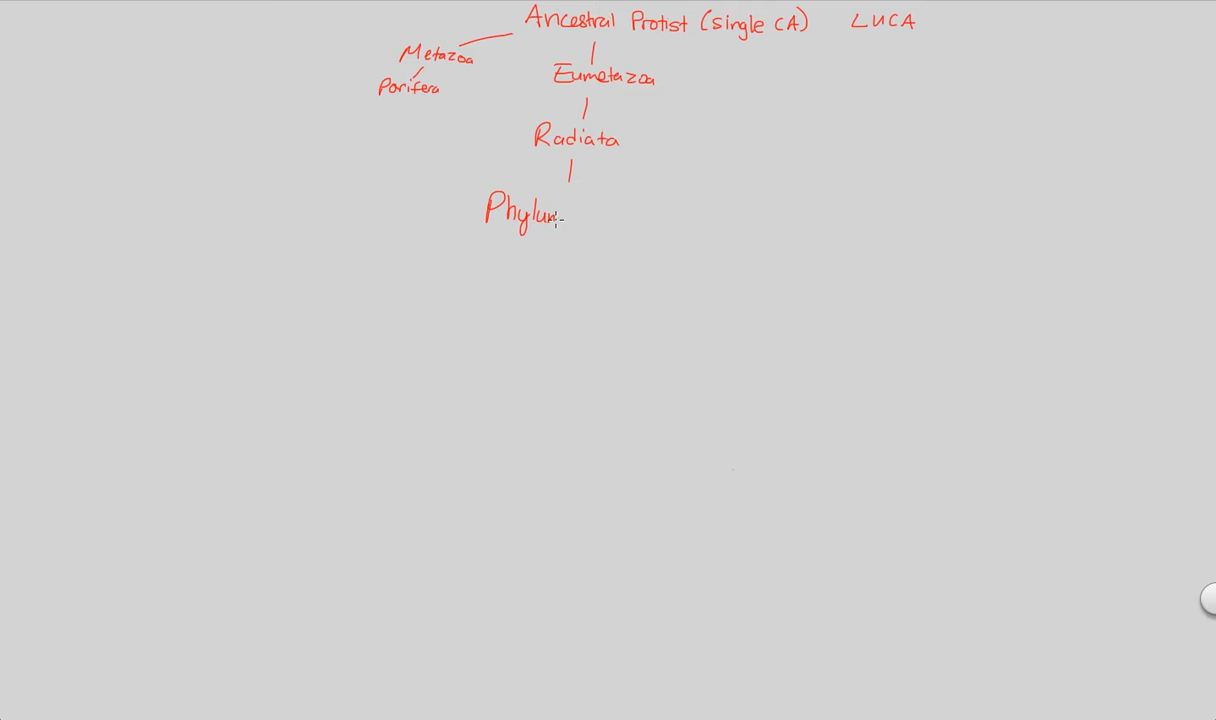 Ancestral Protist (single CA) LUCA
Metazoa
Eumetazoa
Porifera
Radiata
Phylum